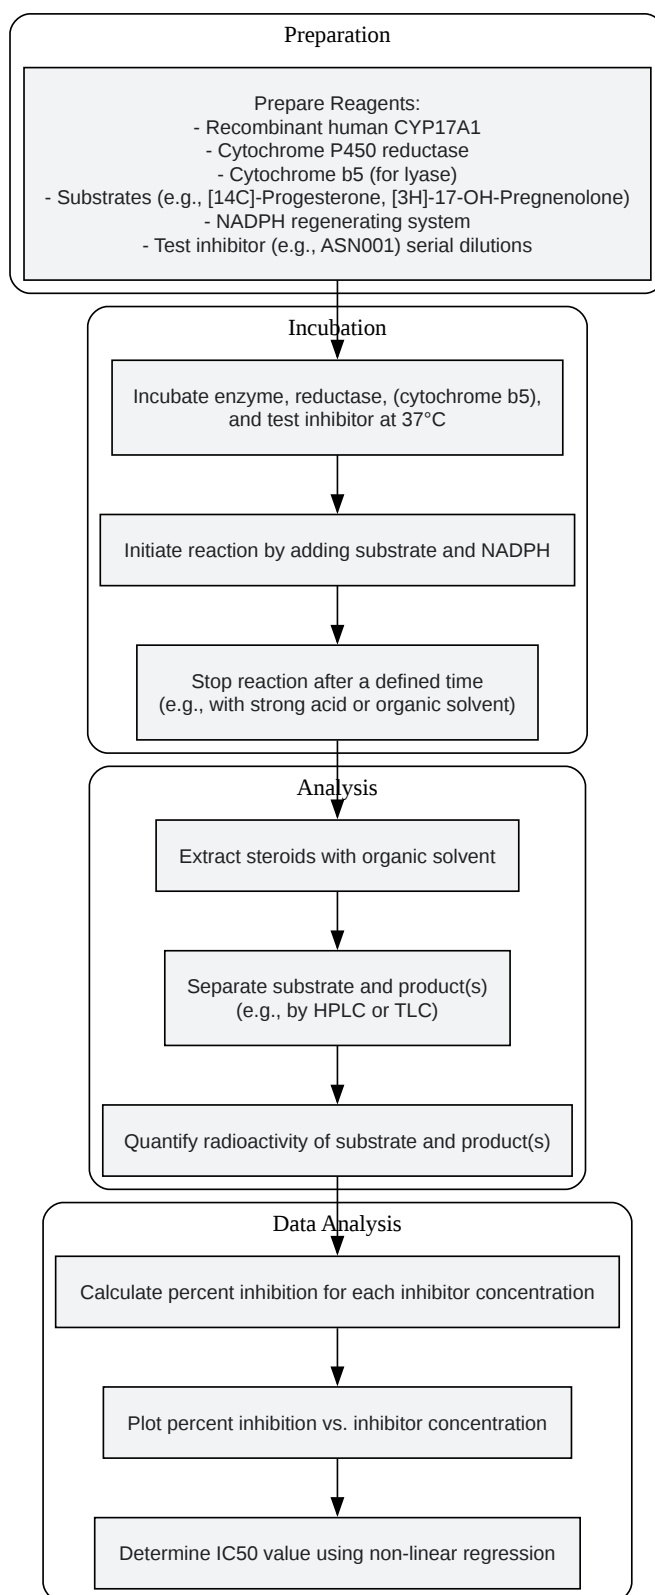 Preparation
Prepare Reagents:
- Recombinant human CYP17A1
- Cytochrome P450 reductase
- Cytochrome b5 (for lyase)
- Substrates (e.g., [14C]-Progesterone, [3H]-17-OH-Pregnenolone)
- NADPH regenerating system
- Test inhibitor (e.g., ASN001) serial dilutions
Incubation
Incubate enzyme, reductase, (cytochrome b5),
and test inhibitor at 37°C
Initiate reaction by adding substrate and NADPH
Stop reaction after a defined time
(e.g., with strong acid or organic solvent)
Analysis
Extract steroids with organic solvent
Separate substrate and product(s)
(e.g., by HPLC or TLC)
Quantify radioactivity of substrate and product(s)
Data Analysis
Calculate percent inhibition for each inhibitor concentration
Plot percent inhibition vs. inhibitor concentration
Determine IC50 value using non-linear regression